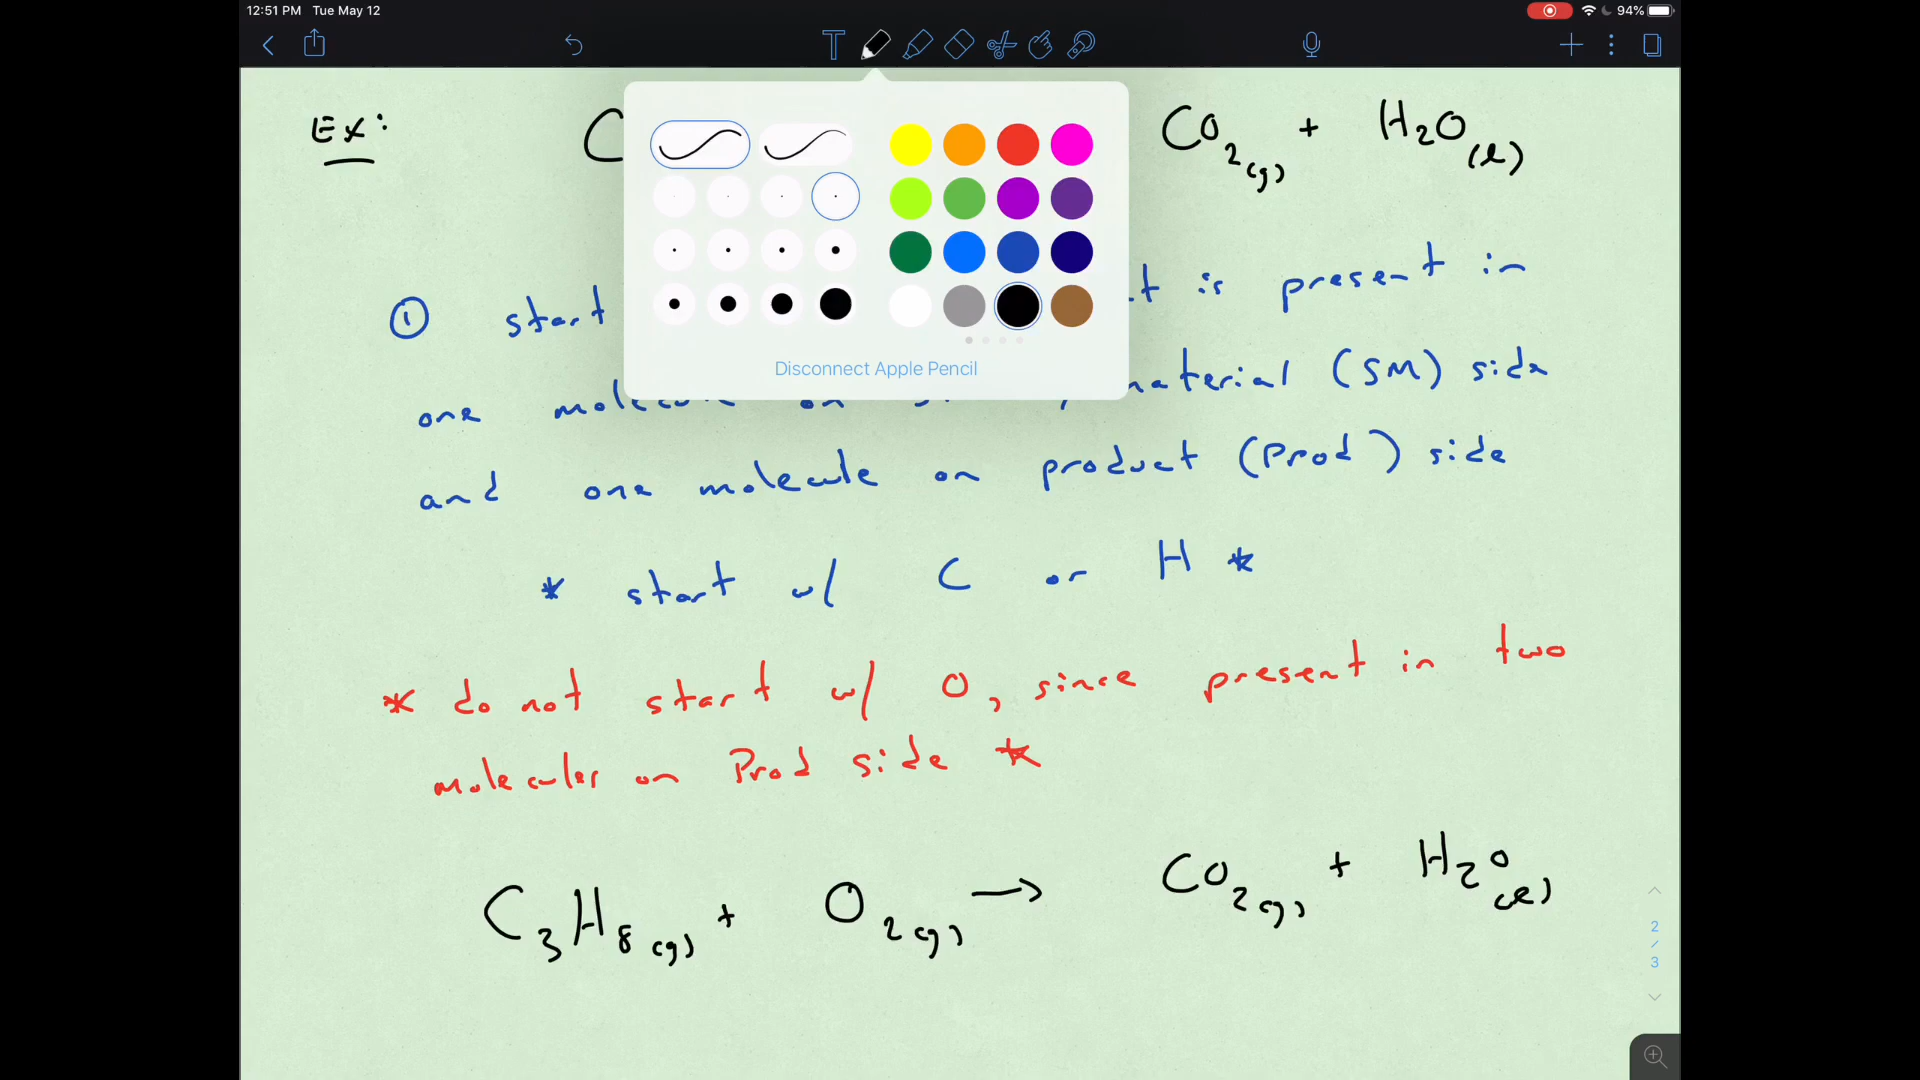 12:51 PM Tue May 12 94%
T
Ex: C CO2(g) + H2O(l)
Disconnect Apple Pencil
① start t is present in
one molecule on material (SM) side
and one molecule on product (Prod) side
* start w/ C or H *
* do not start w/ O, since present in two
molecules on Prod side *
C3H8(g) + O2(g) → CO2(g) + H2O(l)
2
/
3